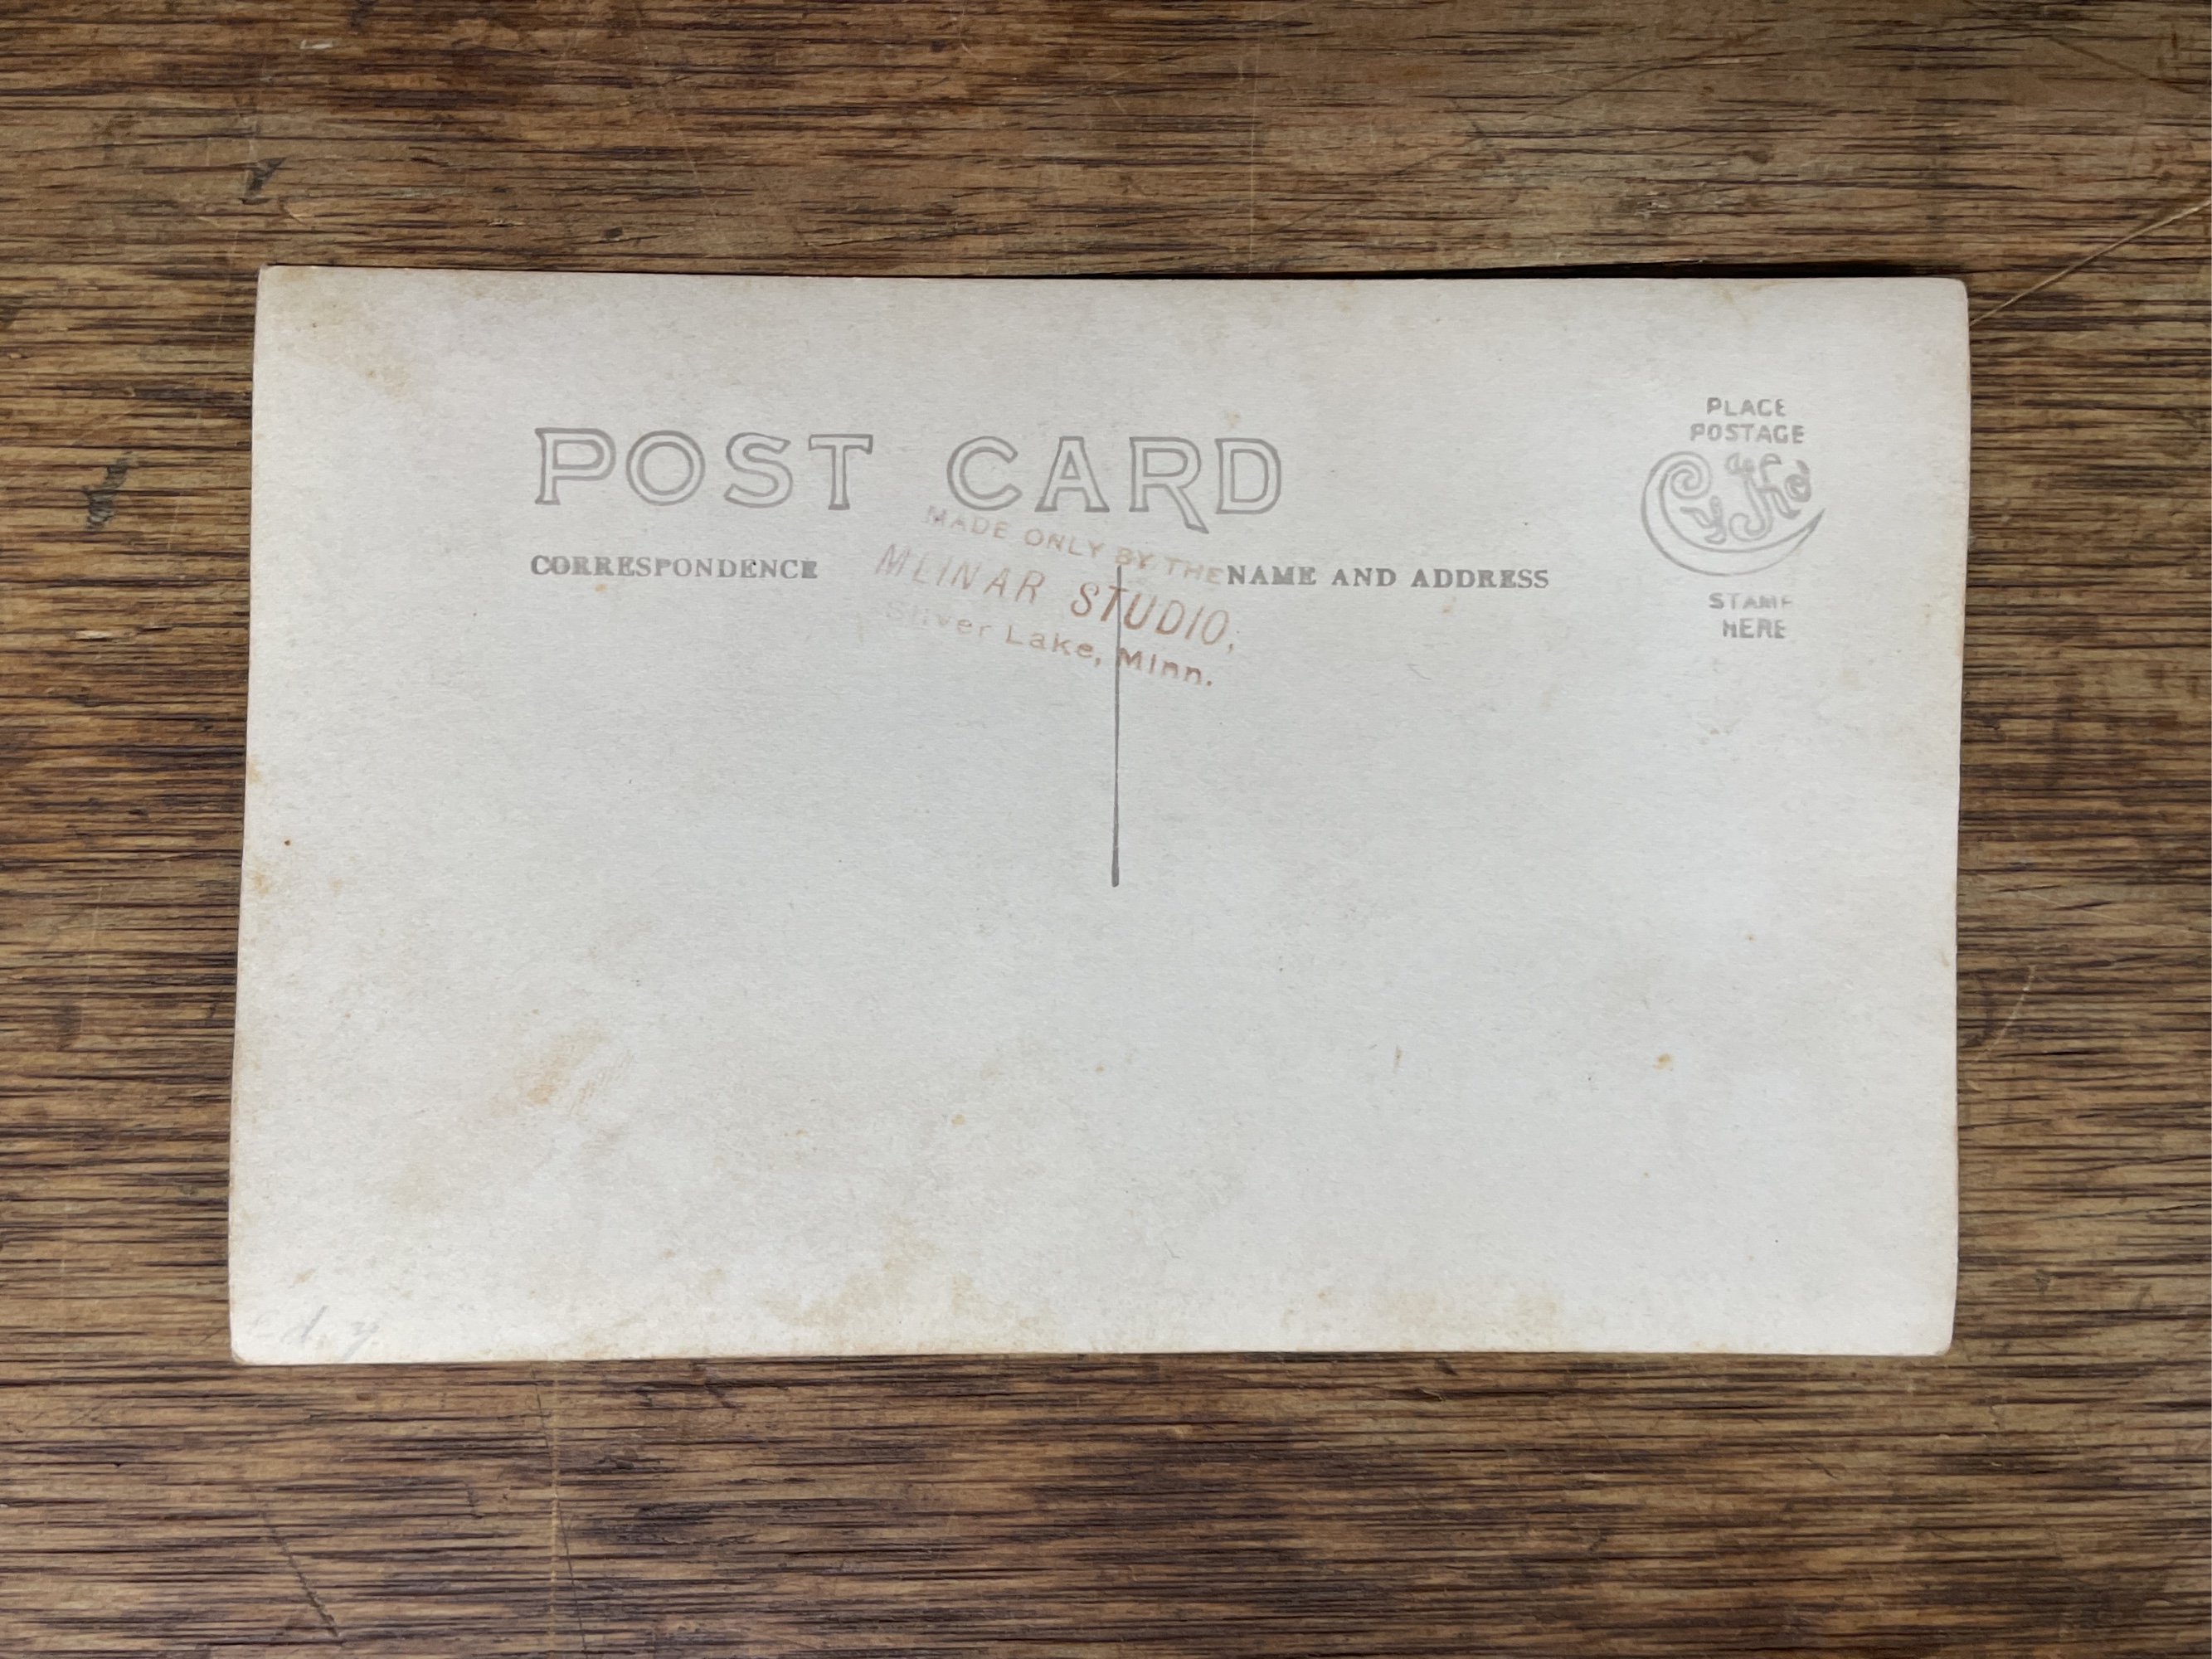 POST CARD
CORRESPONDENCE
MADE ONLY BY THE
MLINAR STUDIO,
Silver Lake, Minn.
NAME AND ADDRESS
PLACE
POSTAGE
CyKo
STAMP
HERE